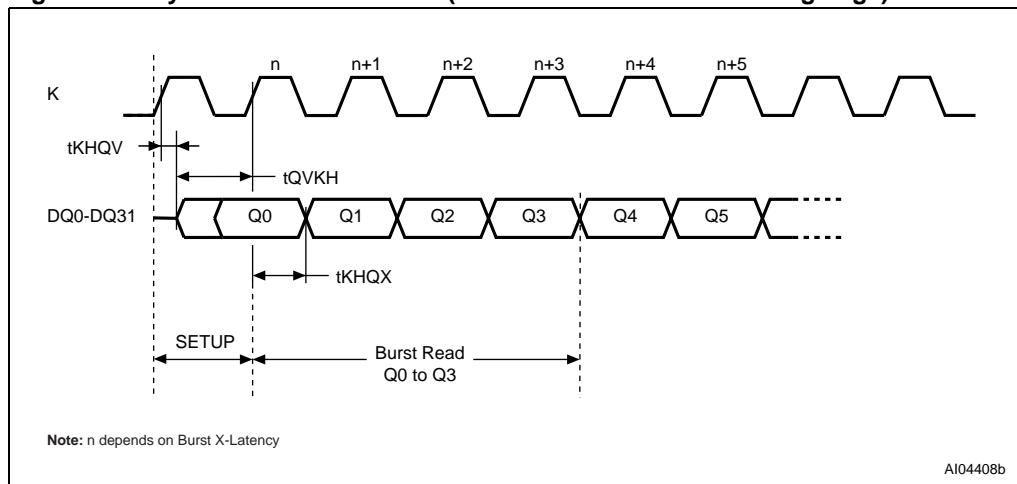 n n+1 n+2 n+3 n+4 n+5
K
tKHQV
tQVKH
DQ0-DQ31 Q0 Q1 Q2 Q3 Q4 Q5
tKHQX
SETUP
Burst Read
Q0 to Q3
Note: n depends on Burst X-Latency
AI04408b